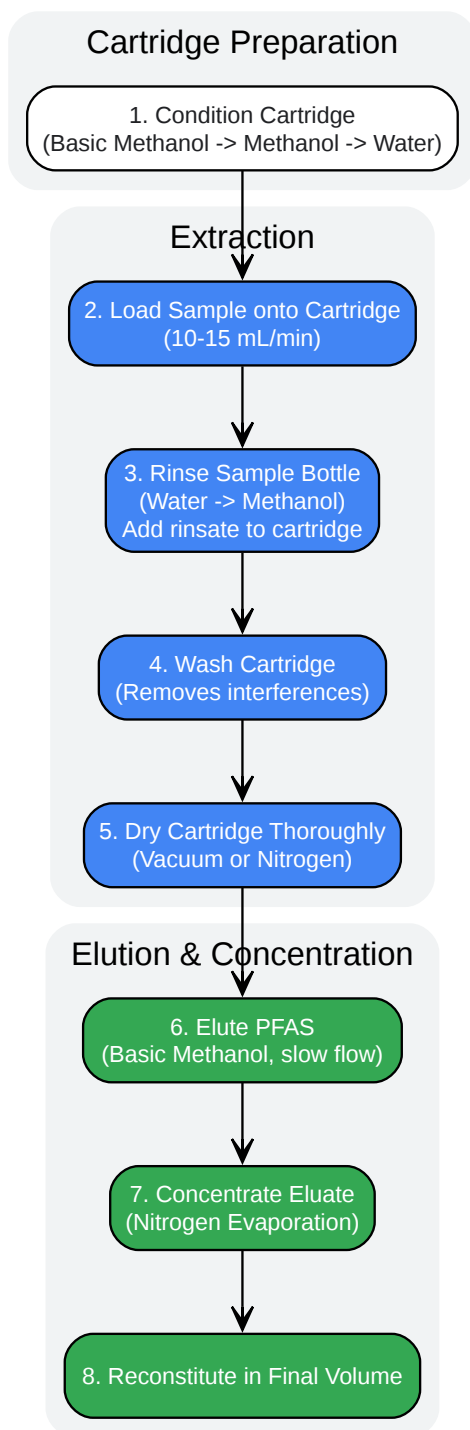 Cartridge Preparation
1. Condition Cartridge
(Basic Methanol -> Methanol -> Water)
Extraction
2. Load Sample onto Cartridge
(10-15 mL/min)
3. Rinse Sample Bottle
(Water -> Methanol)
Add rinsate to cartridge
4. Wash Cartridge
(Removes interferences)
5. Dry Cartridge Thoroughly
(Vacuum or Nitrogen)
Elution & Concentration
6. Elute PFAS
(Basic Methanol, slow flow)
7. Concentrate Eluate
(Nitrogen Evaporation)
8. Reconstitute in Final Volume